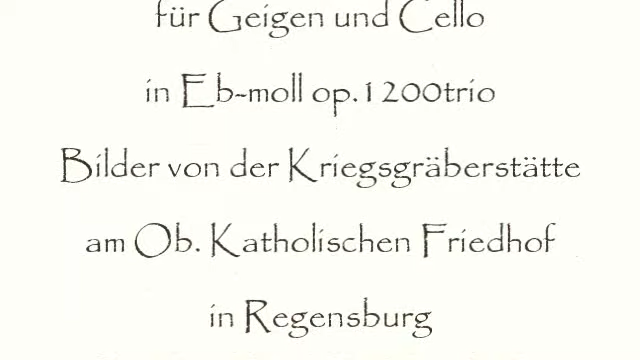 für Geigen und Cello
in Eb-moll op.1200trio
Bilder von der Kriegsgräberstätte
am Ob. Katholischen Friedhof
in Regensburg